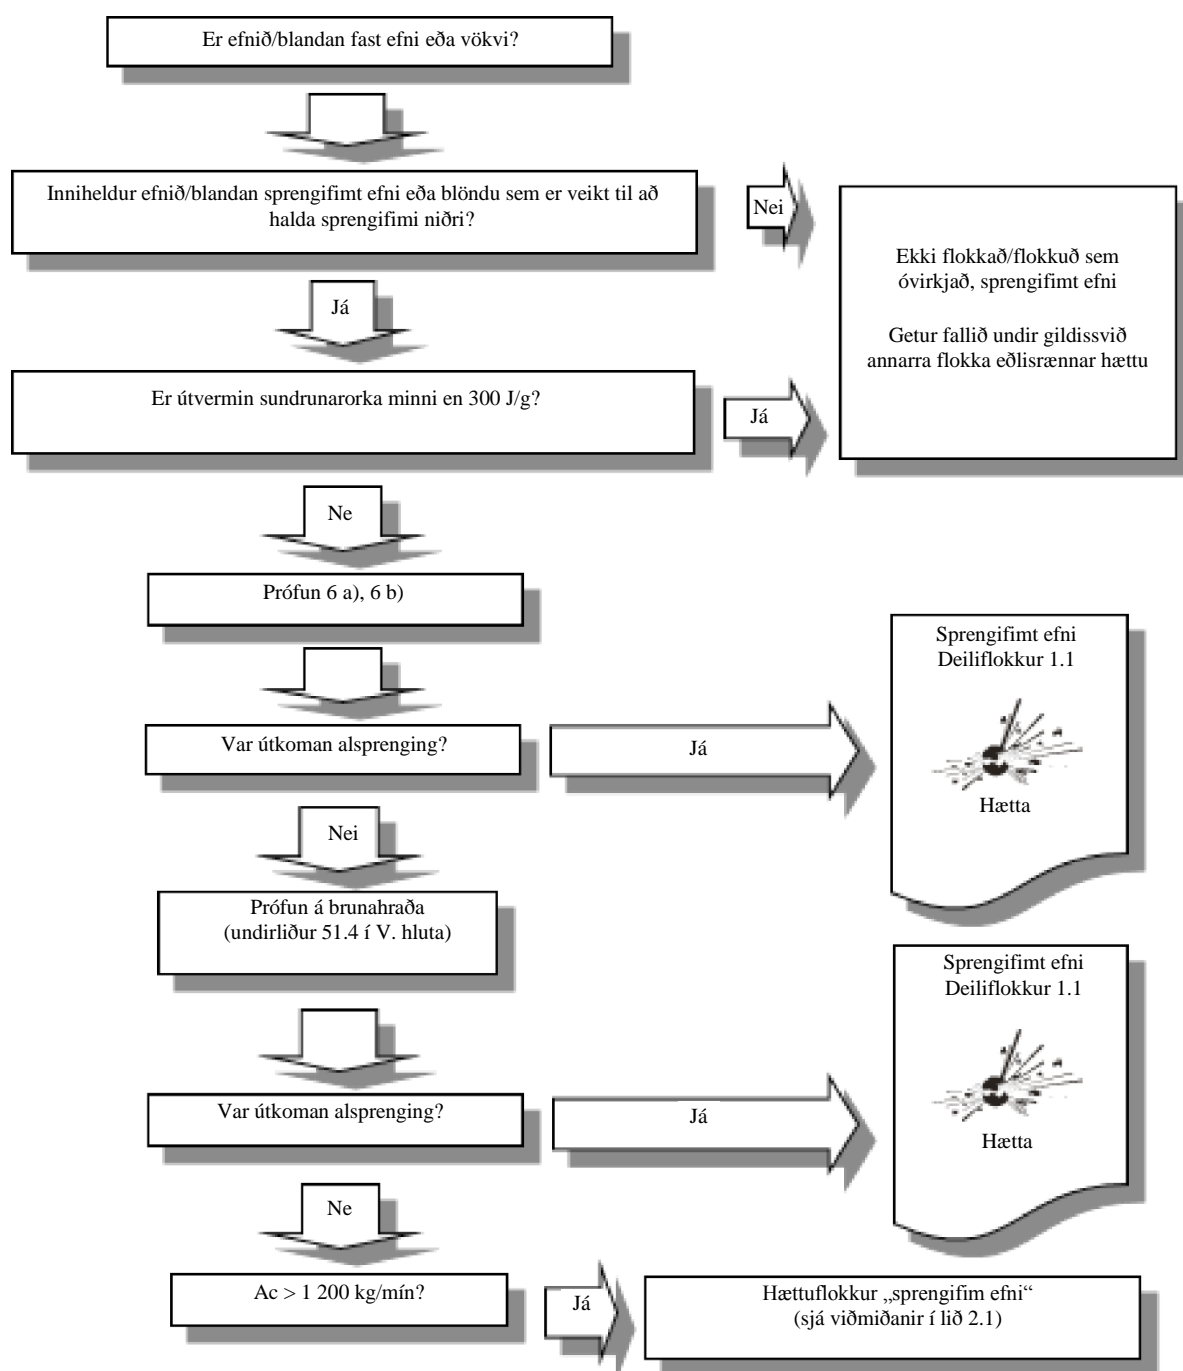 Er efnið/blandan fast efni eða vökvi?
Inniheldur efnið/blandan sprengifimt efni eða blöndu sem er veikt til að
halda sprengifimi niðri?
Nei
Ekki flokkað/flokkuð sem
óvirkjað, sprengifimt efni
Getur fallið undir gildissvið
annarra flokka eðlisrænnar hættu
Já
Er útvermin sundrunarorka minni en 300 J/g?
Já
Ne
Prófun 6 a), 6 b)
Sprengifimt efni
Deiliflokkur 1.1
Hætta
Var útkoman alsprenging?
Já
Nei
Prófun á brunahraða
(undirliður 51.4 í V. hluta)
Sprengifimt efni
Deiliflokkur 1.1
Hætta
Var útkoman alsprenging?
Já
Ne
Ac > 1 200 kg/mín?
Já
Hættuflokkur „sprengifim efni“
(sjá viðmiðanir í lið 2.1)